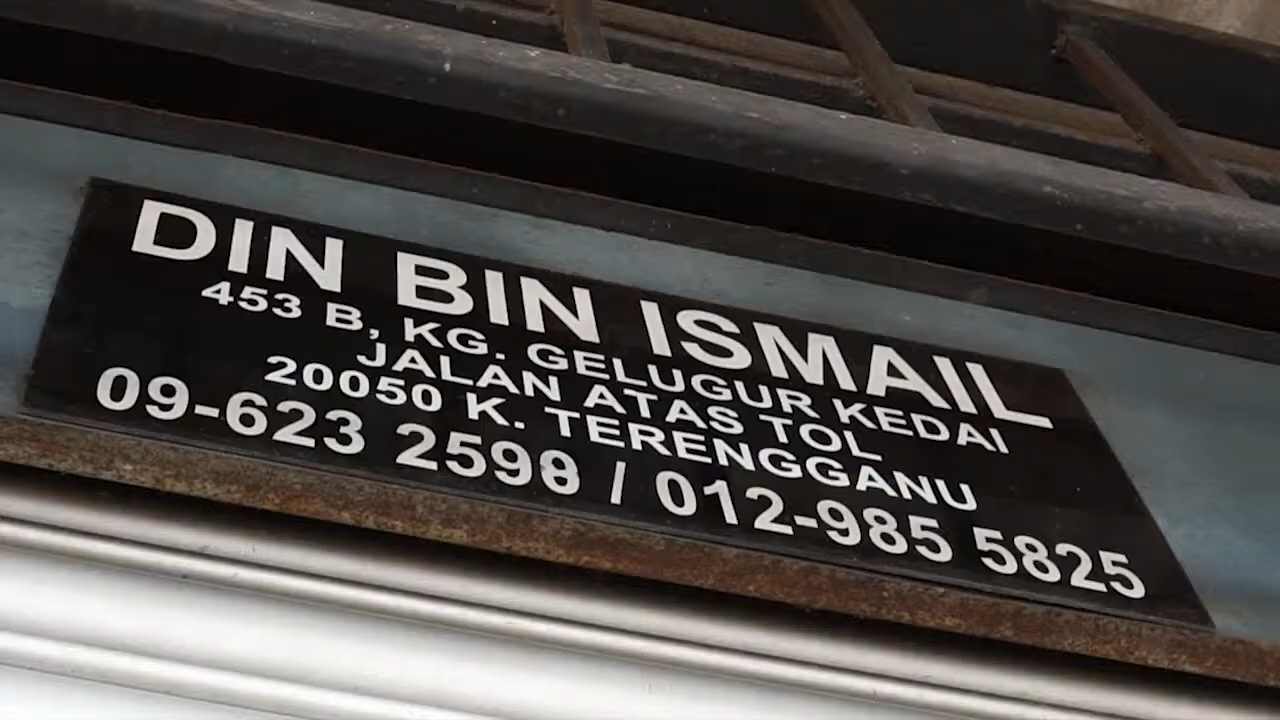 DIN BIN ISMAIL
453 B, KG. GELUGUR KEDAI
JALAN ATAS TOL
20050 K. TERENGGANU
09-623 2598 / 012-985 5825